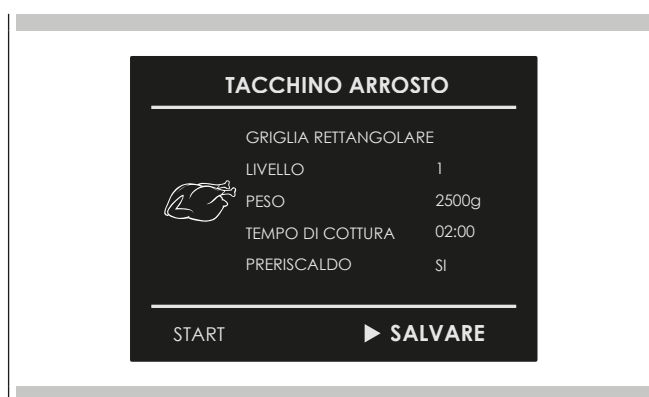 TACCHINO ARROSTO
GRIGLIA RETTANGOLARE
LIVELLO 1
PESO 2500g
TEMPO DI COTTURA 02:00
PRERISCALDO SI
START ▶ SALVARE